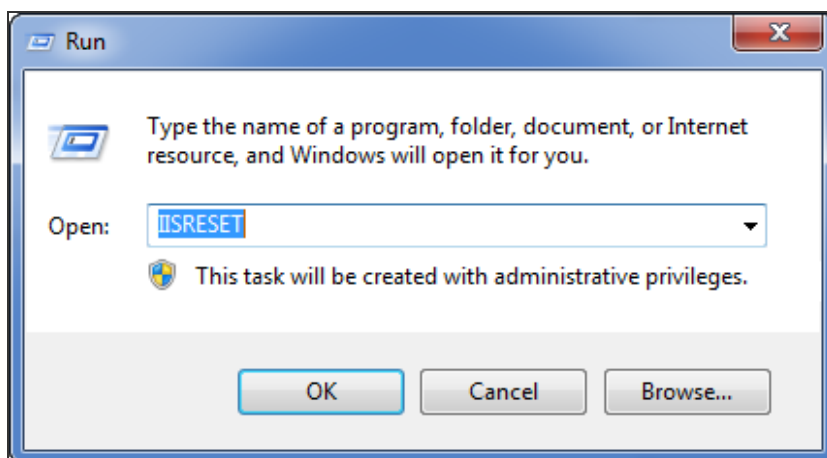 Run
Type the name of a program, folder, document, or Internet
resource, and Windows will open it for you.
Open: IISRESET
This task will be created with administrative privileges.
OK Cancel Browse...